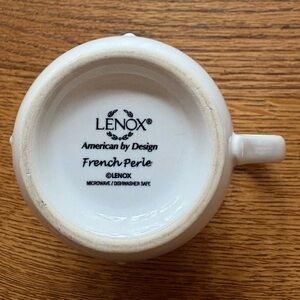 LENOX®
American by Design
French Perle
©LENOX
MICROWAVE / DISHWASHER SAFE